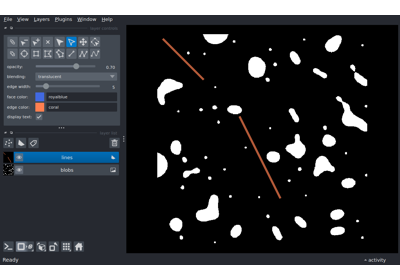 File View Plugins Window Help
opacity: 0.70
blending: translucent
edge width: 5
face color: royalblue
edge color: coral
display text:
lines
blobs
Ready
activity